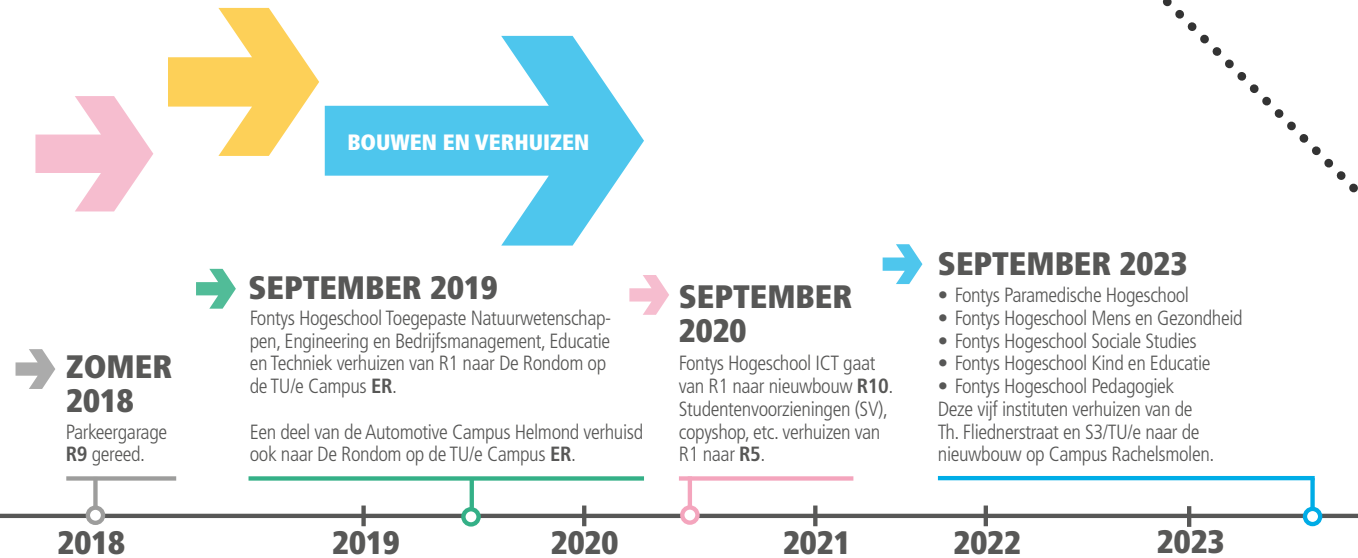 BOUWEN EN VERHUIZEN
ZOMER
2018
Parkeergarage
R9 gereed.
SEPTEMBER 2019
Fontys Hogeschool Toegepaste Natuurwetenschap-
pen, Engineering en Bedrijfsmanagement, Educatie
en Techniek verhuizen van R1 naar De Rondom op
de TU/e Campus ER.
Een deel van de Automotive Campus Helmond verhuisd
ook naar De Rondom op de TU/e Campus ER.
SEPTEMBER
2020
Fontys Hogeschool ICT gaat
van R1 naar nieuwbouw R10.
Studentenvoorzieningen (SV),
copyshop, etc. verhuizen van
R1 naar R5.
SEPTEMBER 2023
• Fontys Paramedische Hogeschool
• Fontys Hogeschool Mens en Gezondheid
• Fontys Hogeschool Sociale Studies
• Fontys Hogeschool Kind en Educatie
• Fontys Hogeschool Pedagogiek
Deze vijf instituten verhuizen van de
Th. Fliednerstraat en S3/TU/e naar de
nieuwbouw op Campus Rachelsmolen.
2018 2019 2020 2021 2022 2023